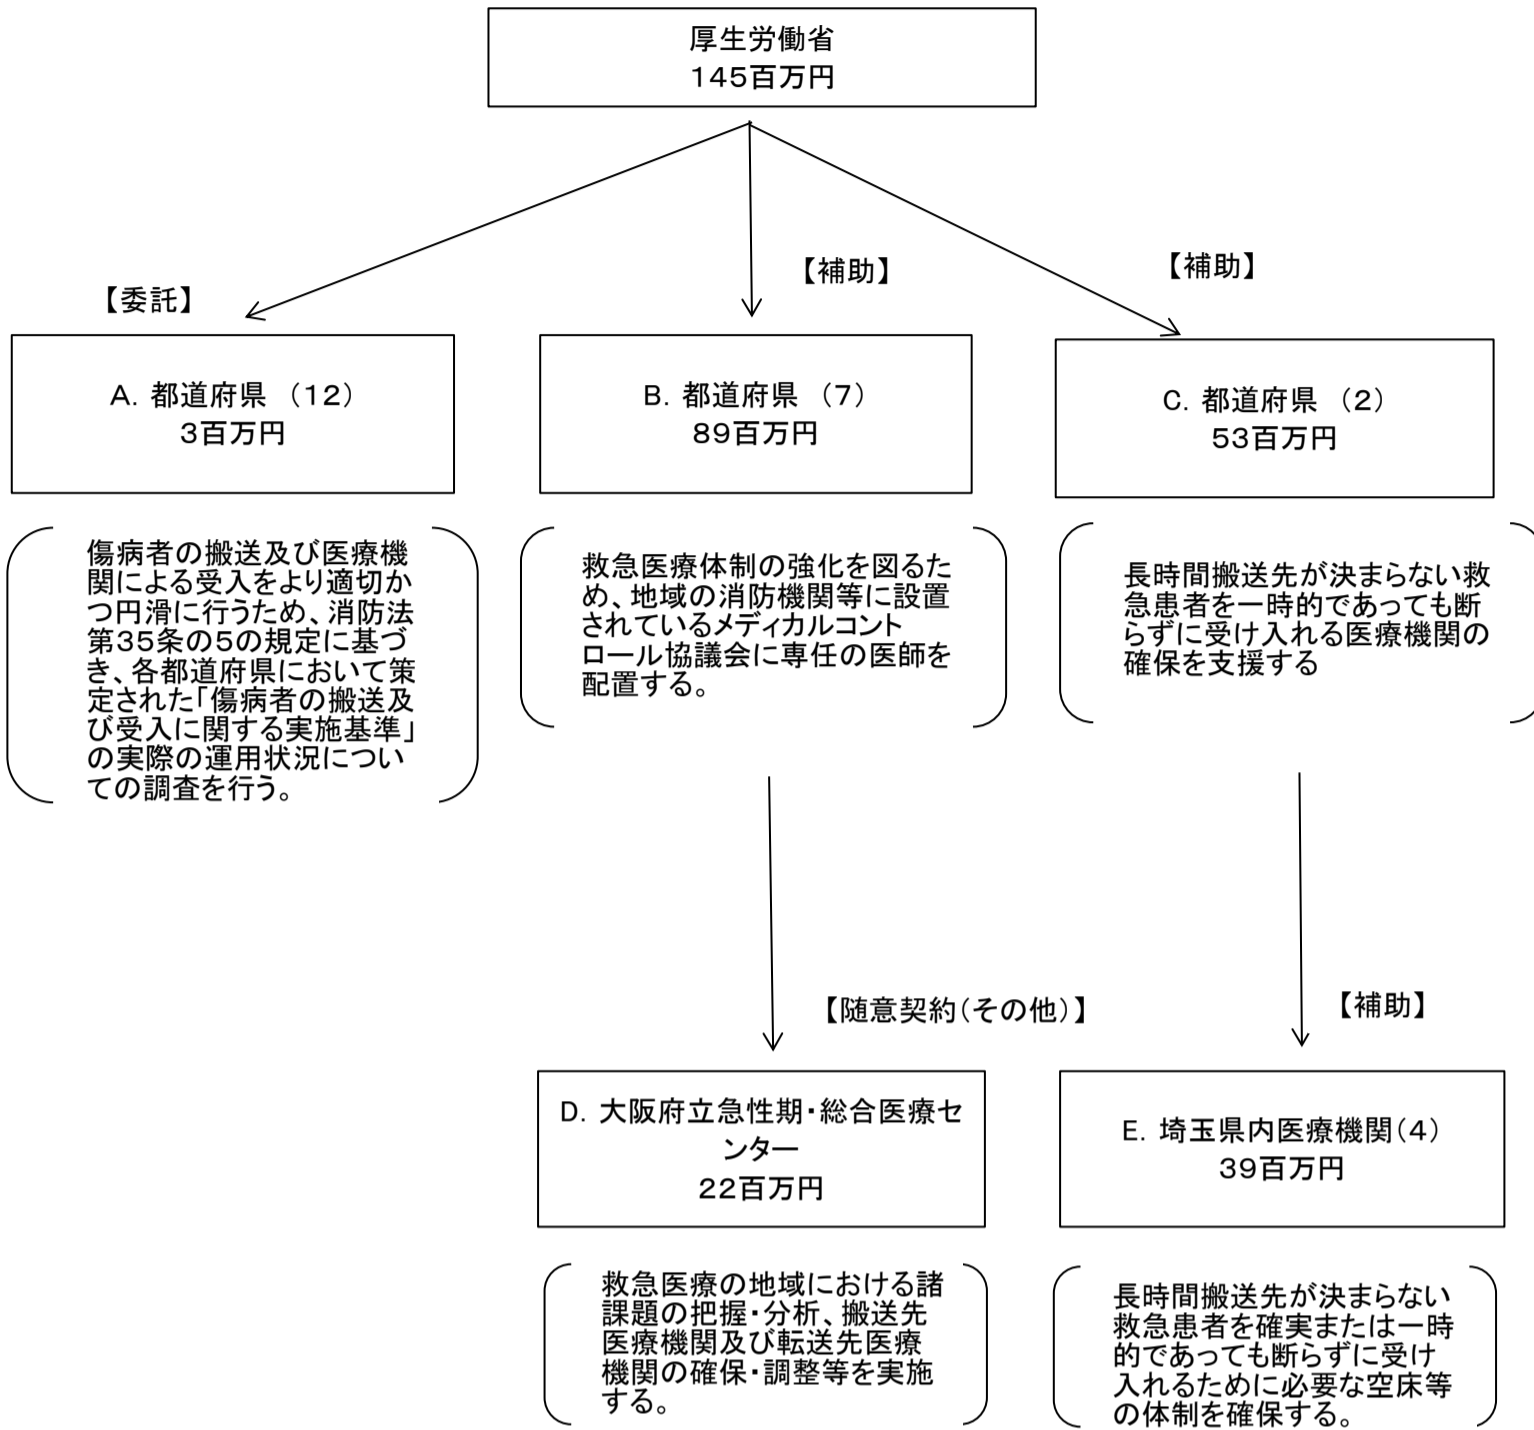 厚生労働省
145百万円
【委託】
【補助】
【補助】
A. 都道府県 （12）
3百万円
B. 都道府県 （7）
89百万円
C. 都道府県 （2）
53百万円
傷病者の搬送及び医療機
関による受入をより適切か
つ円滑に行うため、消防法
第35条の5の規定に基づ
き、各都道府県において策
定された「傷病者の搬送及
び受入に関する実施基準」
の実際の運用状況につい
ての調査を行う。
救急医療体制の強化を図るた
め、地域の消防機関等に設置
されているメディカルコント
ロール協議会に専任の医師を
配置する。
長時間搬送先が決まらない救
急患者を一時的であっても断
らずに受け入れる医療機関の
確保を支援する
【随意契約（その他）】
【補助】
D. 大阪府立急性期・総合医療セ
ンター
22百万円
E. 埼玉県内医療機関（4）
39百万円
救急医療の地域における諸
課題の把握・分析、搬送先
医療機関及び転送先医療
機関の確保・調整等を実施
する。
長時間搬送先が決まらない
救急患者を確実または一時
的であっても断らずに受け
入れるために必要な空床等
の体制を確保する。